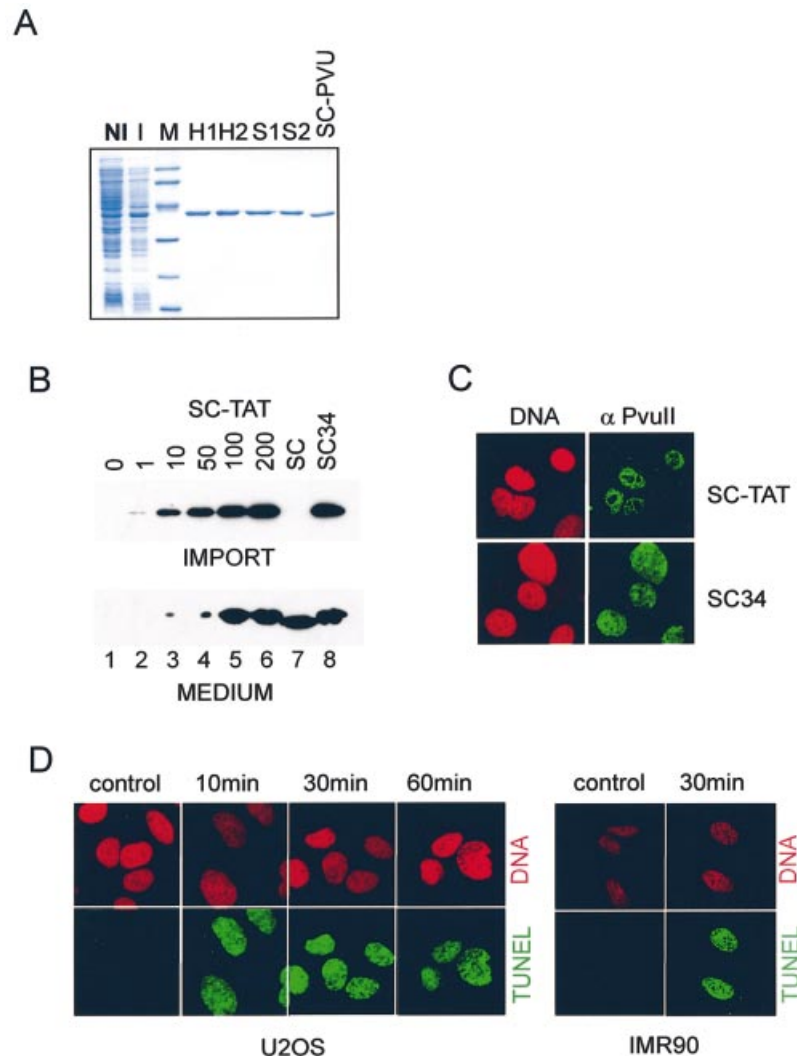 A
NI I M H1 H2 S1 S2 SC-PVU
B
SC-TAT
0 1 10 50 100 200 SC SC34
IMPORT
1 2 3 4 5 6 7 8
MEDIUM
C
DNA α PvuII
SC-TAT
SC34
D
control 10min 30min 60min control 30min
DNA DNA
TUNEL TUNEL
U2OS IMR90